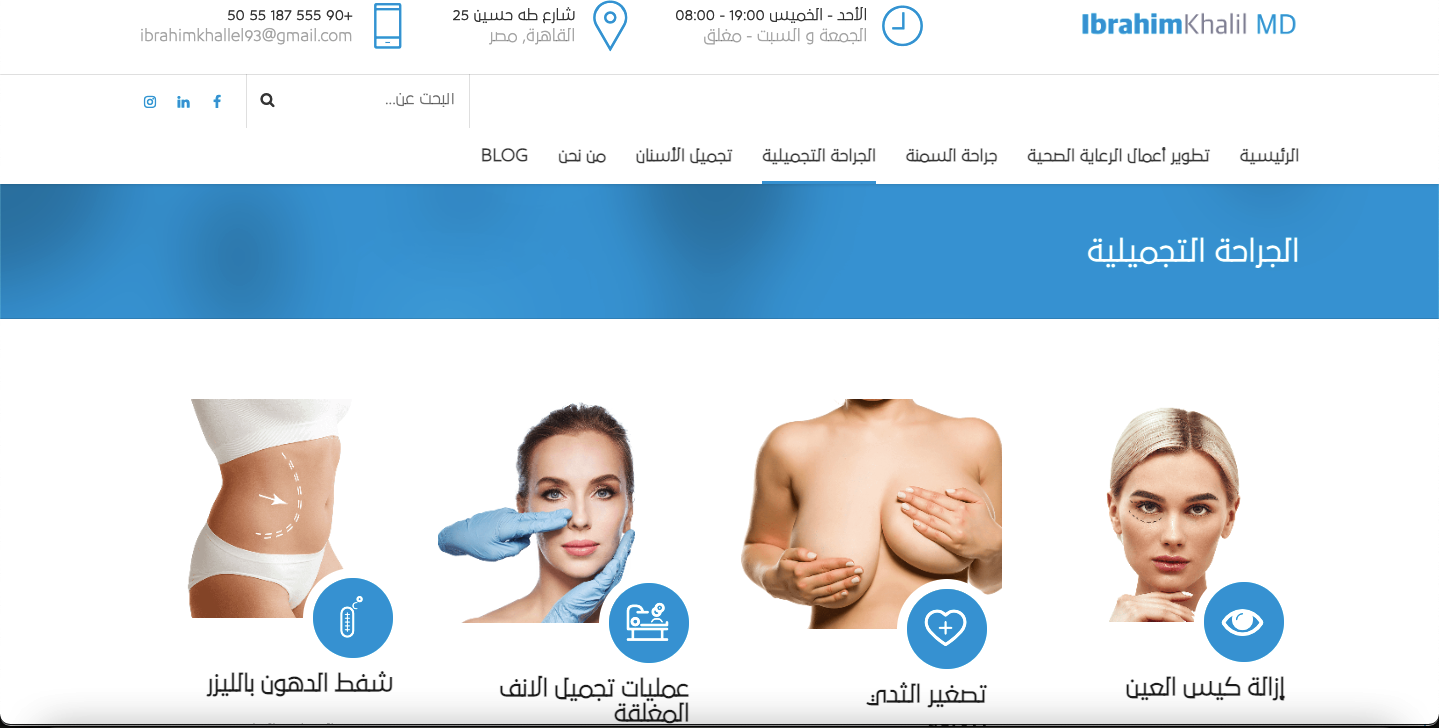 IbrahimKhalil MD
الأحد - الخميس 19:00 - 08:00
الجمعة و السبت - مغلق
شارع طه حسين 25
القاهرة, مصر
+90 555 187 55 50
ibrahimkhallel93@gmail.com
البحث عن...
الرئيسية
تطوير أعمال الرعاية الصحية
جراحة السمنة
الجراحة التجميلية
تجميل الأسنان
من نحن
BLOG
الجراحة التجميلية
إزالة كيس العين
تصغير الثدي
عمليات تجميل الانف
المغلقة
شفط الدهون بالليزر